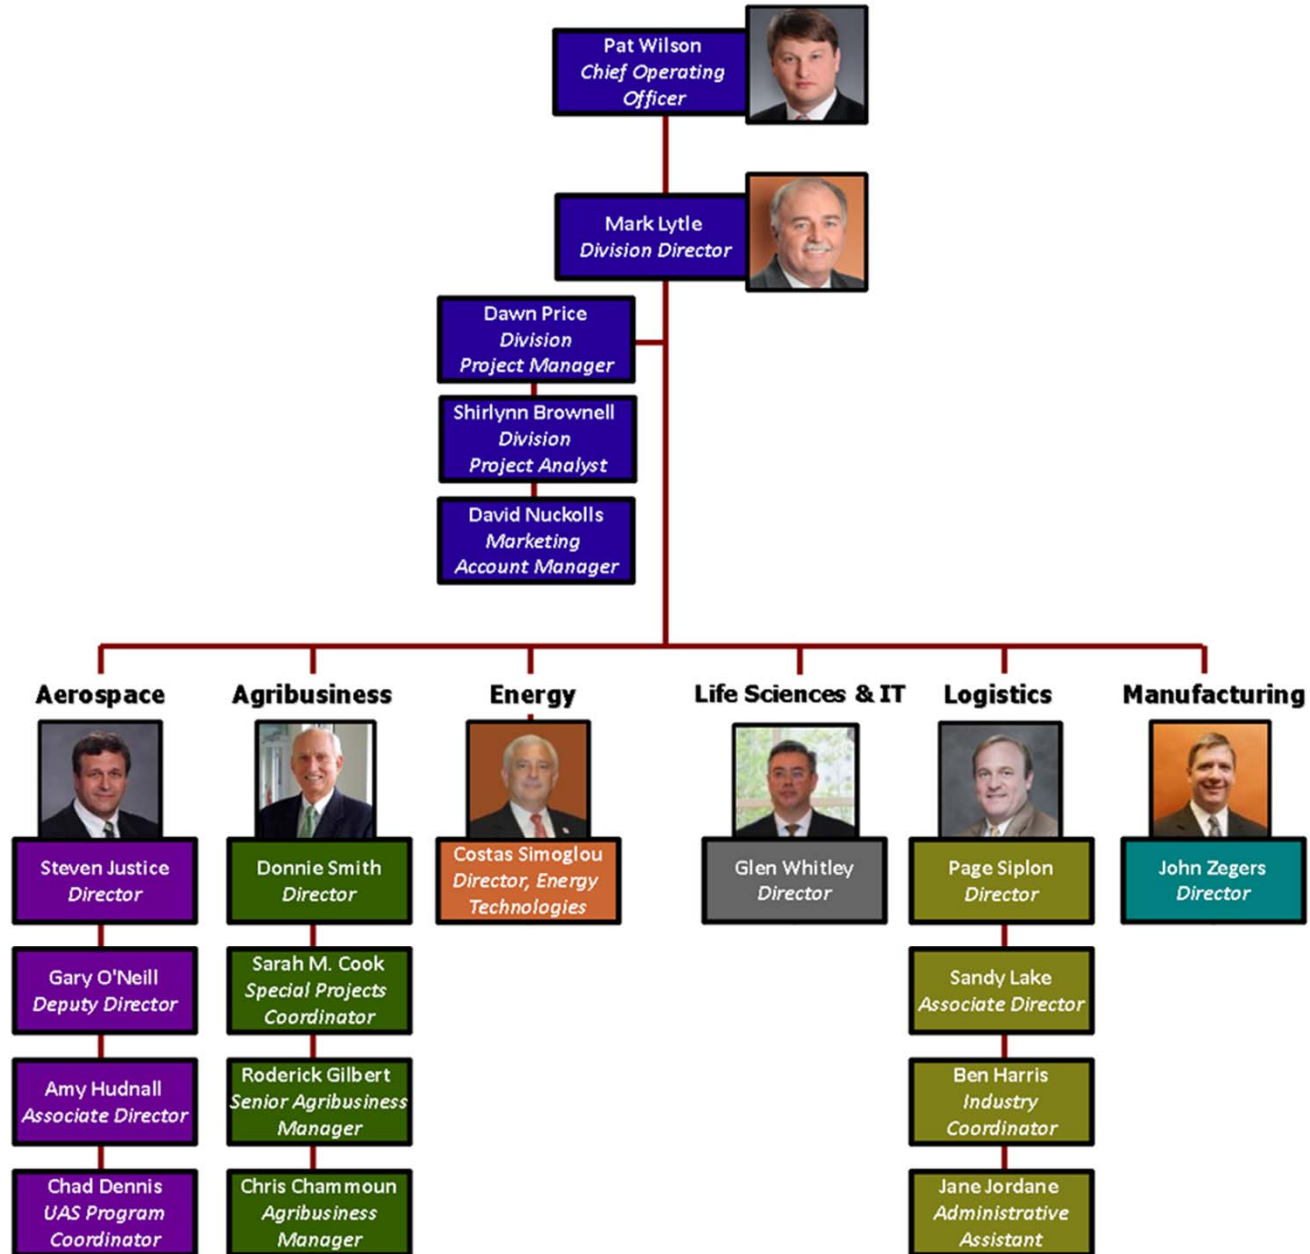 Pat Wilson
Chief Operating
Officer
Mark Lytle
Division Director
Dawn Price
Division
Project Manager
Shirlynn Brownell
Division
Project Analyst
David Nuckolls
Marketing
Account Manager
Aerospace
Steven Justice
Director
Gary O'Neill
Deputy Director
Amy Hudnall
Associate Director
Chad Dennis
UAS Program
Coordinator
Agribusiness
Donnie Smith
Director
Sarah M. Cook
Special Projects
Coordinator
Roderick Gilbert
Senior Agribusiness
Manager
Chris Chammoun
Agribusiness
Manager
Energy
Costas Simoglou
Director, Energy
Technologies
Life Sciences & IT
Glen Whitley
Director
Logistics
Page Siplon
Director
Sandy Lake
Associate Director
Ben Harris
Industry
Coordinator
Jane Jordane
Administrative
Assistant
Manufacturing
John Zegers
Director